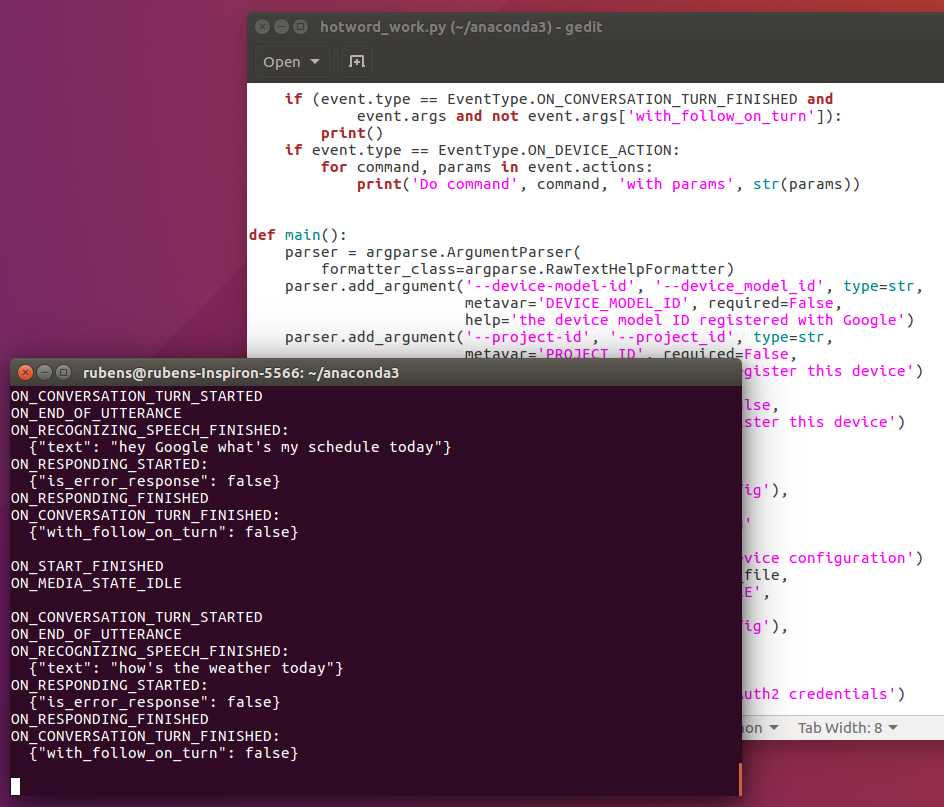 hotword_work.py (~/anaconda3) - gedit
Open
if (event.type == EventType.ON_CONVERSATION_TURN_FINISHED and
event.args and not event.args['with_follow_on_turn']):
print()
if event.type == EventType.ON_DEVICE_ACTION:
for command, params in event.actions:
print('Do command', command, 'with params', str(params))
def main():
parser = argparse.ArgumentParser(
formatter_class=argparse.RawTextHelpFormatter)
parser.add_argument('--device-model-id', '--device_model_id', type=str,
metavar='DEVICE_MODEL_ID', required=False,
help='the device model ID registered with Google')
parser.add_argument('--project-id', '--project_id', type=str,
metavar='PROJECT_ID', required=False,
egister this device')
lse,
ster this device')
ig'),
vice configuration')
file,
E',
ig'),
uth2 credentials')
Tab Width: 8
rubens@rubens-Inspiron-5566: ~/anaconda3
ON_CONVERSATION_TURN_STARTED
ON_END_OF_UTTERANCE
ON_RECOGNIZING_SPEECH_FINISHED:
{"text": "hey Google what's my schedule today"}
ON_RESPONDING_STARTED:
{"is_error_response": false}
ON_RESPONDING_FINISHED
ON_CONVERSATION_TURN_FINISHED:
{"with_follow_on_turn": false}
ON_START_FINISHED
ON_MEDIA_STATE_IDLE
ON_CONVERSATION_TURN_STARTED
ON_END_OF_UTTERANCE
ON_RECOGNIZING_SPEECH_FINISHED:
{"text": "how's the weather today"}
ON_RESPONDING_STARTED:
{"is_error_response": false}
ON_RESPONDING_FINISHED
ON_CONVERSATION_TURN_FINISHED:
{"with_follow_on_turn": false}